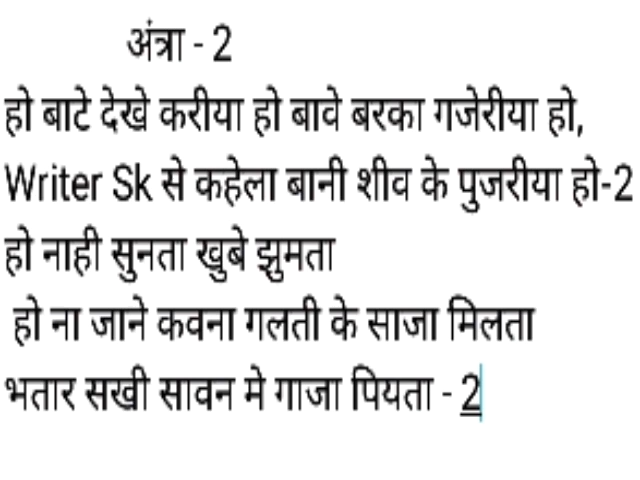 अंत्रा - 2
हो बाटे देखे करीया हो बावे बरका गजेरीया हो,
Writer Sk से कहेला बानी शीव के पुजरीया हो-2
हो नाही सुनता खुबे झुमता
हो ना जाने कवना गलती के साजा मिलता
भतार सखी सावन मे गाजा पियता - 2